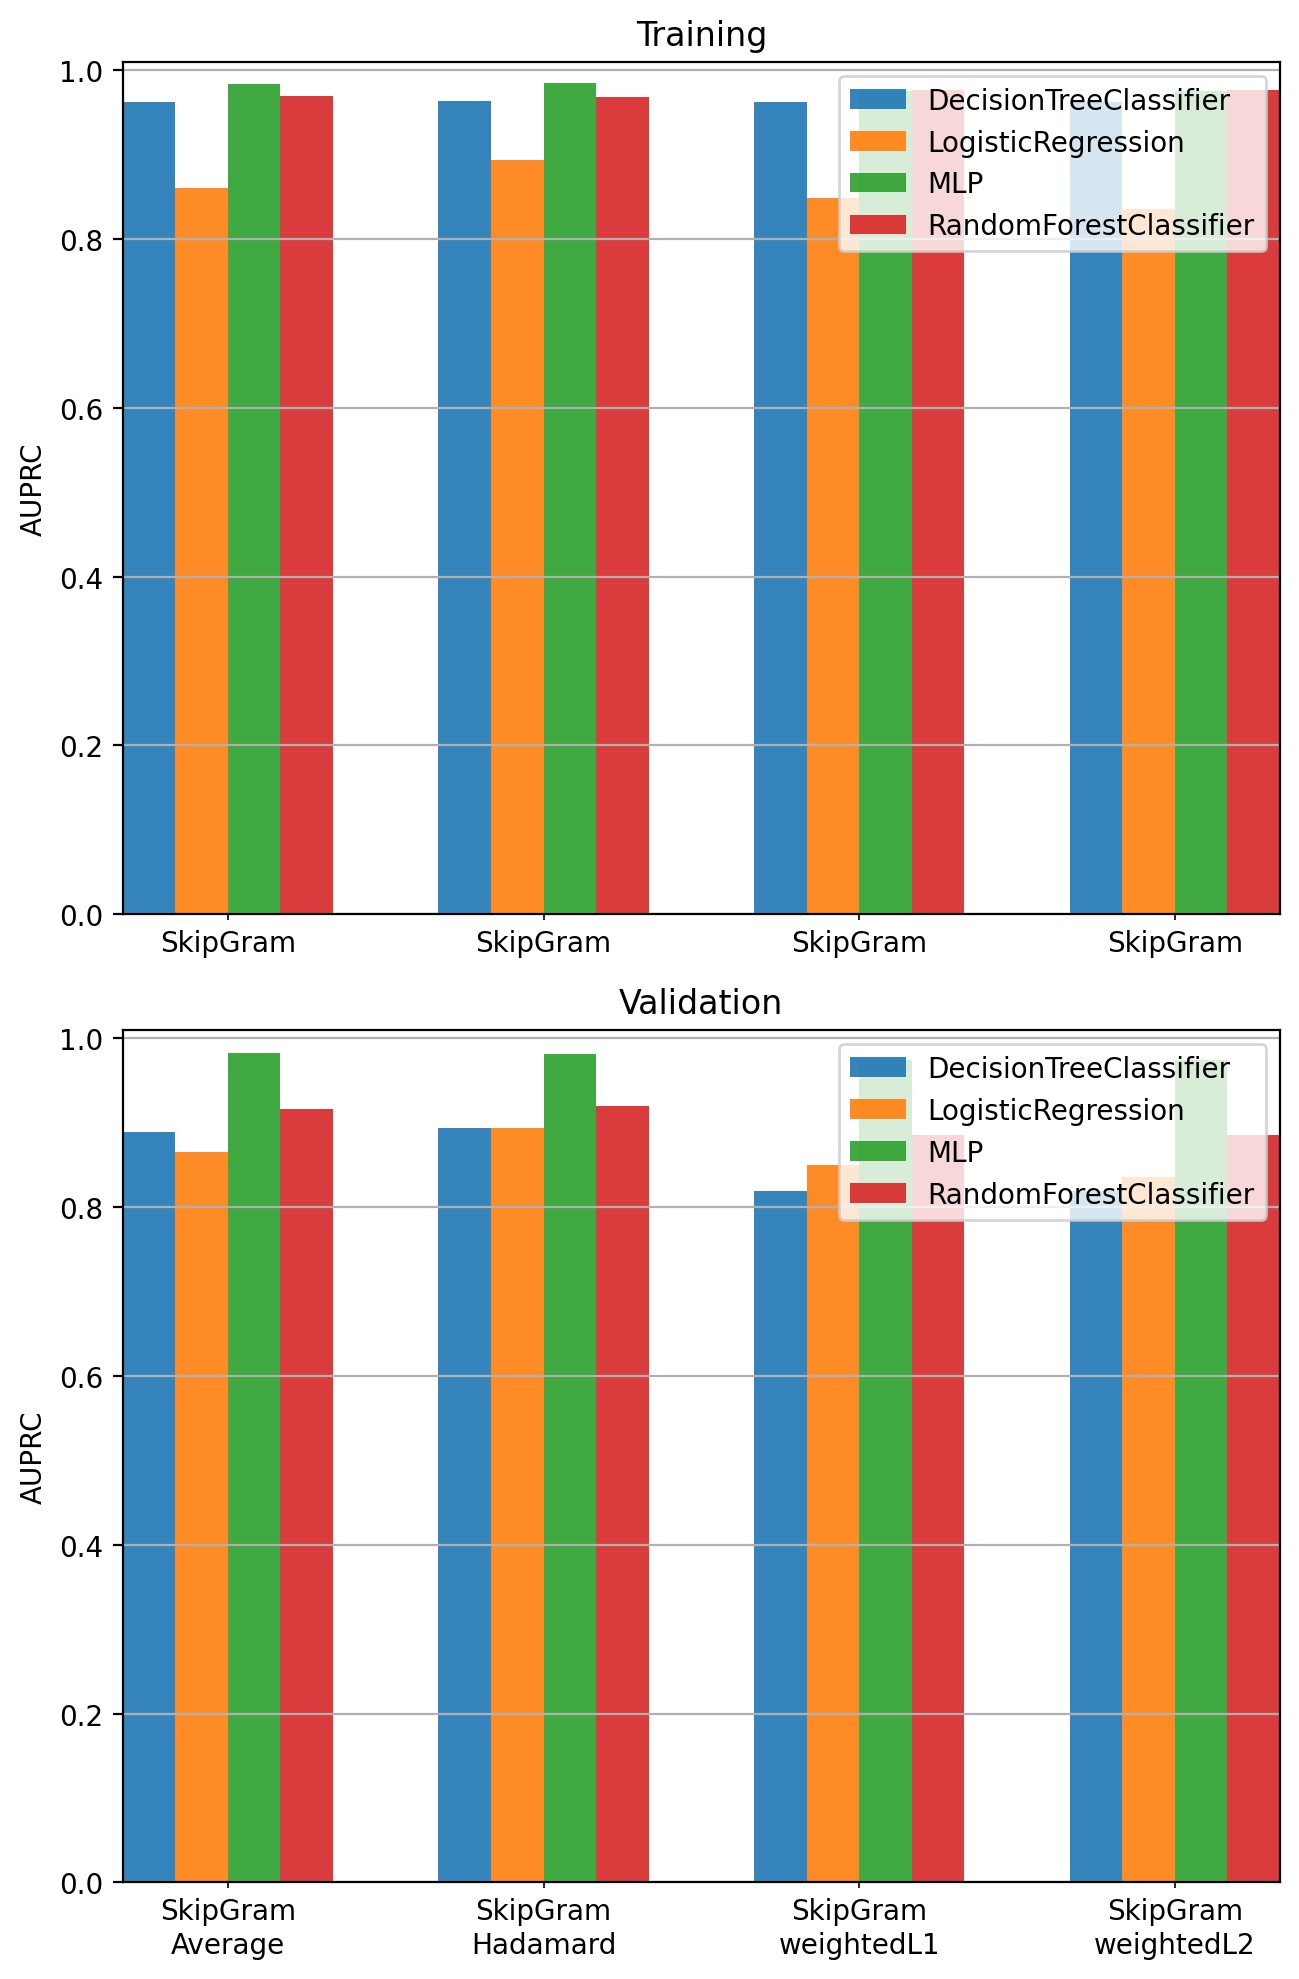 Training
1.0
0.8
0.6
0.4
0.2
0.0
AUPRC
DecisionTreeClassifier
LogisticRegression
MLP
RandomForestClassifier
SkipGram SkipGram SkipGram SkipGram
Validation
1.0
0.8
0.6
0.4
0.2
0.0
AUPRC
DecisionTreeClassifier
LogisticRegression
MLP
RandomForestClassifier
SkipGram SkipGram SkipGram SkipGram
Average Hadamard weightedL1 weightedL2